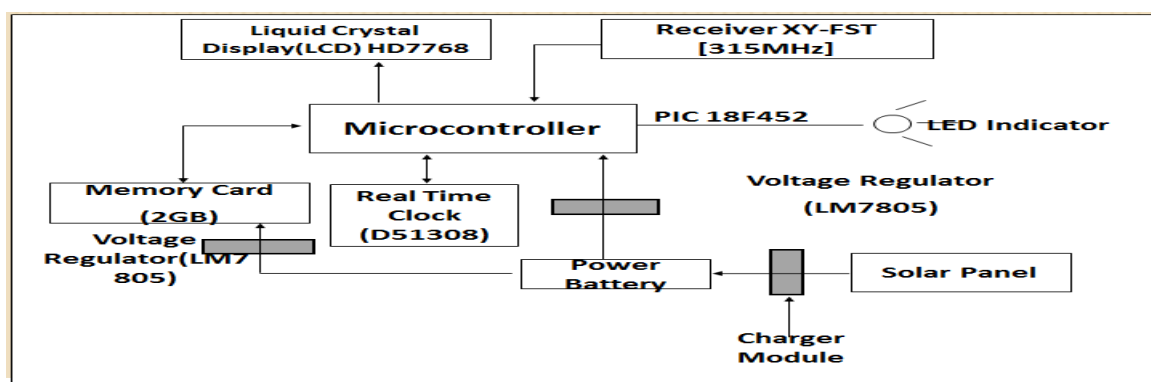 Liquid Crystal
Display(LCD) HD7768
Receiver XY-FST
[315MHz]
Microcontroller
PIC 18F452
LED Indicator
Memory Card
(2GB)
Real Time
Clock
(D51308)
Voltage Regulator
(LM7805)
Voltage
Regulator(LM7
805)
Power
Battery
Solar Panel
Charger
Module